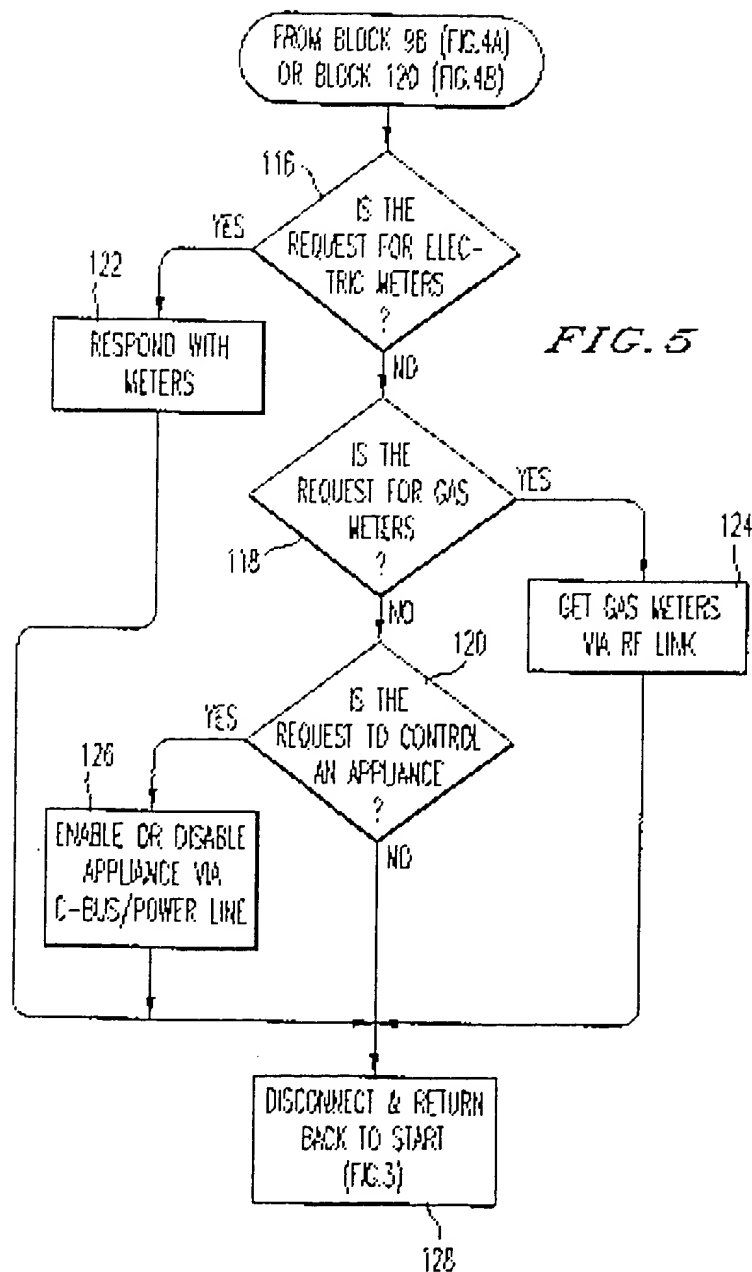 FROM BLOCK 98 (FIG.4A)
OR BLOCK 120 (FIG.4B)
116
IS THE
REQUEST FOR ELEC-
TRIC METERS
?
YES
NO
122
RESPOND WITH
METERS
FIG. 5
IS THE
REQUEST FOR GAS
METERS
?
118
YES
NO
124
GET GAS METERS
VIA RF LINK
120
IS THE
REQUEST TO CONTROL
AN APPLIANCE
?
YES
NO
126
ENABLE OR DISABLE
APPLIANCE VIA
C-BUS/POWER LINE
DISCONNECT & RETURN
BACK TO START
(FIG.3)
128